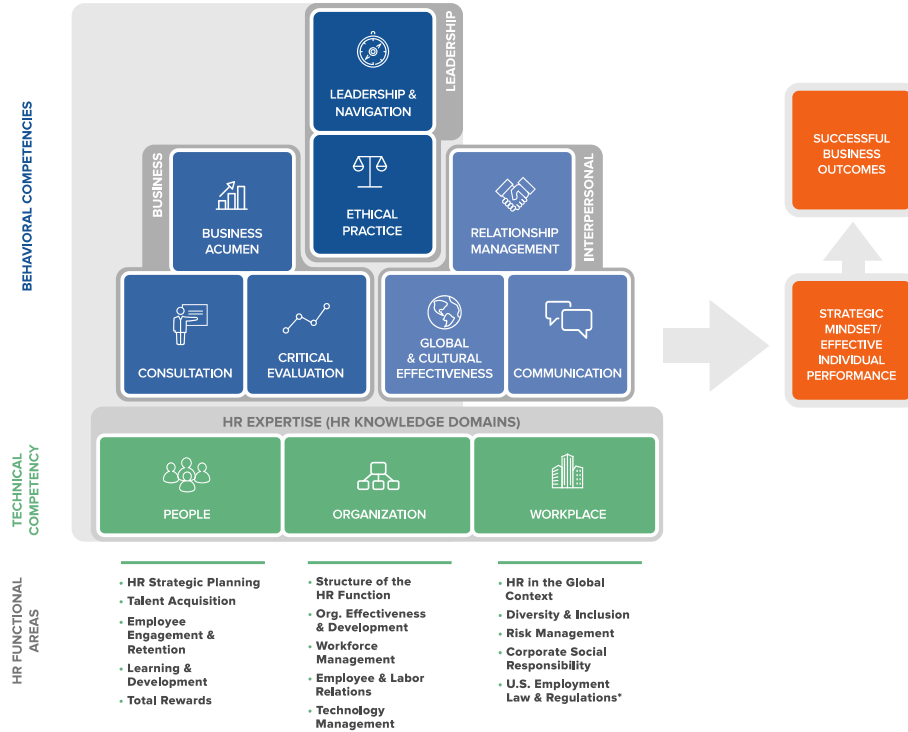 BEHAVIORAL COMPETENCIES
LEADERSHIP
LEADERSHIP &
NAVIGATION
ETHICAL
PRACTICE
BUSINESS
BUSINESS
ACUMEN
CONSULTATION
CRITICAL
EVALUATION
INTERPERSONAL
RELATIONSHIP
MANAGEMENT
GLOBAL
& CULTURAL
EFFECTIVENESS
COMMUNICATION
SUCCESSFUL
BUSINESS
OUTCOMES
STRATEGIC
MINDSET/
EFFECTIVE
INDIVIDUAL
PERFORMANCE
TECHNICAL
COMPETENCY
HR EXPERTISE (HR KNOWLEDGE DOMAINS)
PEOPLE
ORGANIZATION
WORKPLACE
HR FUNCTIONAL
AREAS
• HR Strategic Planning
• Talent Acquisition
• Employee
Engagement &
Retention
• Learning &
Development
• Total Rewards
• Structure of the
HR Function
• Org. Effectiveness
& Development
• Workforce
Management
• Employee & Labor
Relations
• Technology
Management
• HR in the Global
Context
• Diversity & Inclusion
• Risk Management
• Corporate Social
Responsibility
• U.S. Employment
Law & Regulations*